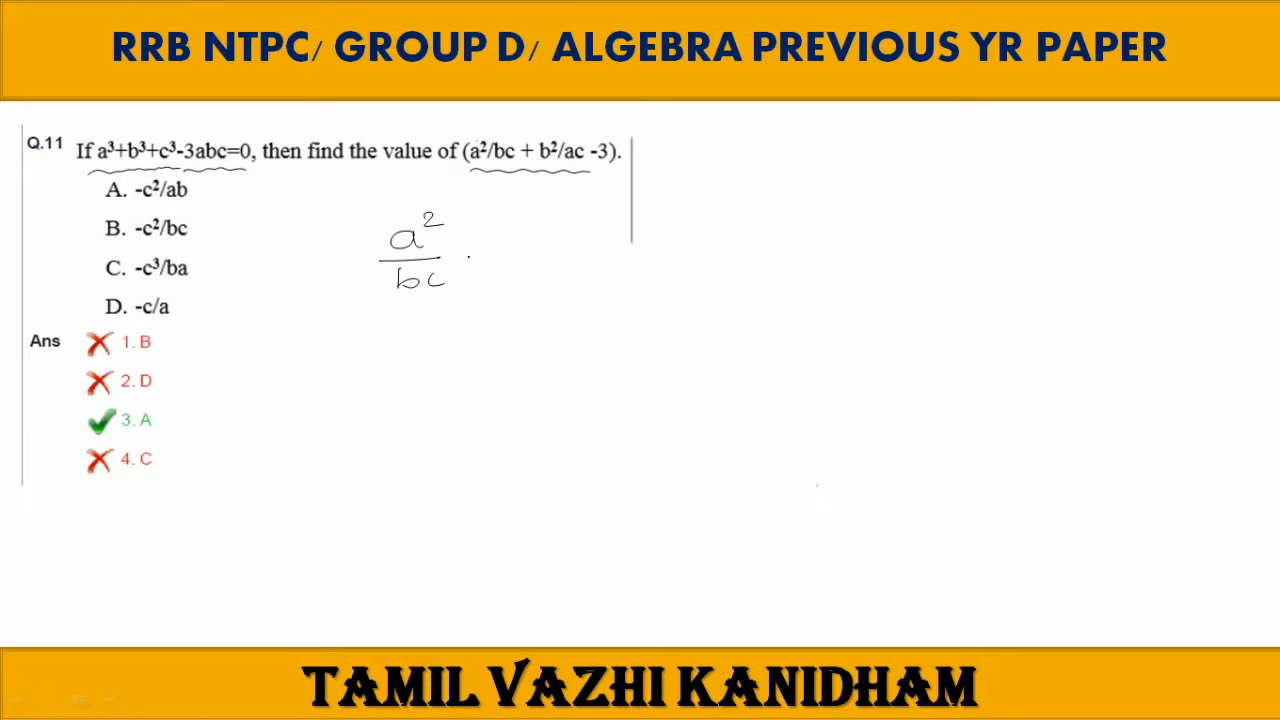 RRB NTPC/ GROUP D/ ALGEBRA PREVIOUS YR PAPER
Q.11 If a³+b³+c³-3abc=0, then find the value of (a²/bc + b²/ac -3).
A. -c²/ab
B. -c²/bc
C. -c³/ba
D. -c/a
a²
bc
Ans 1. B
2. D
3. A
4. C
TAMIL VAZHI KANIDHAM